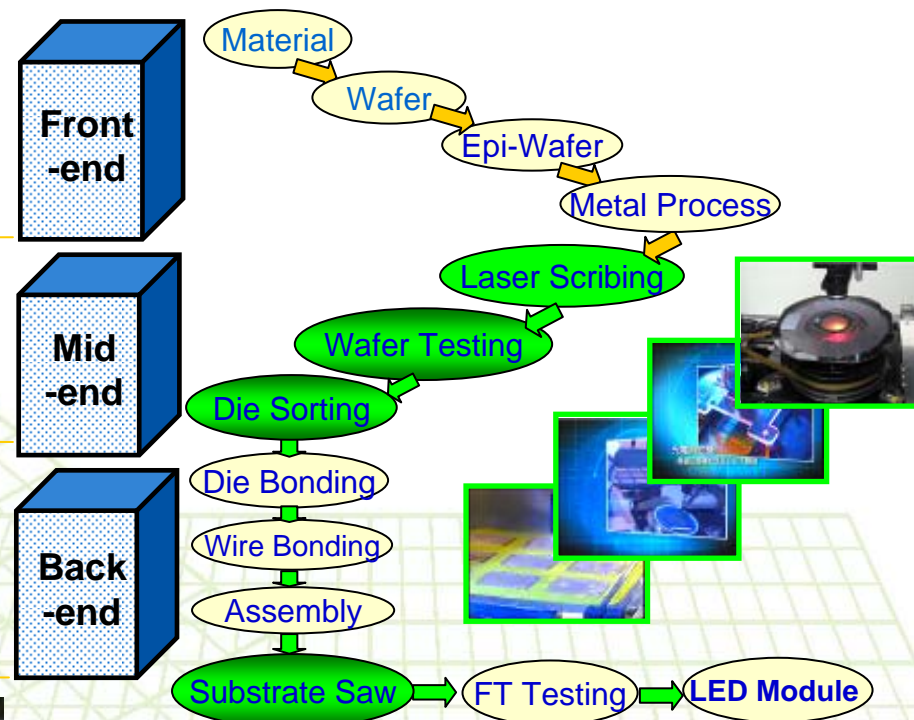 Material
Wafer
Front
-end
Epi-Wafer
Metal Process
Laser Scribing
Mid
-end
Wafer Testing
Die Sorting
Die Bonding
Wire Bonding
Back
-end
Assembly
Substrate Saw
FT Testing
LED Module